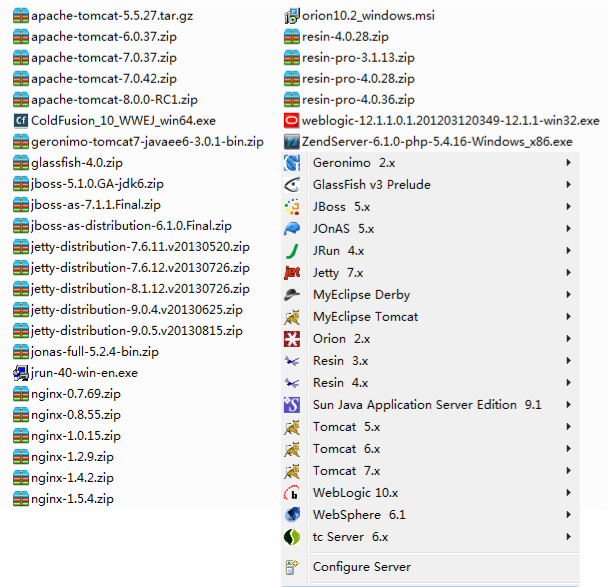 apache-tomcat-5.5.27.tar.gz
apache-tomcat-6.0.37.zip
apache-tomcat-7.0.37.zip
apache-tomcat-7.0.42.zip
apache-tomcat-8.0.0-RC1.zip
ColdFusion_10_WWEJ_win64.exe
geronimo-tomcat7-javaee6-3.0.1-bin.zip
glassfish-4.0.zip
jboss-5.1.0.GA-jdk6.zip
jboss-as-7.1.1.Final.zip
jboss-as-distribution-6.1.0.Final.zip
jetty-distribution-7.6.11.v20130520.zip
jetty-distribution-7.6.12.v20130726.zip
jetty-distribution-8.1.12.v20130726.zip
jetty-distribution-9.0.4.v20130625.zip
jetty-distribution-9.0.5.v20130815.zip
jonas-full-5.2.4-bin.zip
jrun-40-win-en.exe
nginx-0.7.69.zip
nginx-0.8.55.zip
nginx-1.0.15.zip
nginx-1.2.9.zip
nginx-1.4.2.zip
nginx-1.5.4.zip
orion10.2_windows.msi
resin-4.0.28.zip
resin-pro-3.1.13.zip
resin-pro-4.0.28.zip
resin-pro-4.0.36.zip
weblogic-12.1.1.0.1.201203120349-12.1.1-win32.exe
ZendServer-6.1.0-php-5.4.16-Windows_x86.exe
Geronimo 2.x
GlassFish v3 Prelude
JBoss 5.x
JOnAS 5.x
JRun 4.x
Jetty 7.x
MyEclipse Derby
MyEclipse Tomcat
Orion 2.x
Resin 3.x
Resin 4.x
Sun Java Application Server Edition 9.1
Tomcat 5.x
Tomcat 6.x
Tomcat 7.x
WebLogic 10.x
WebSphere 6.1
tc Server 6.x
Configure Server